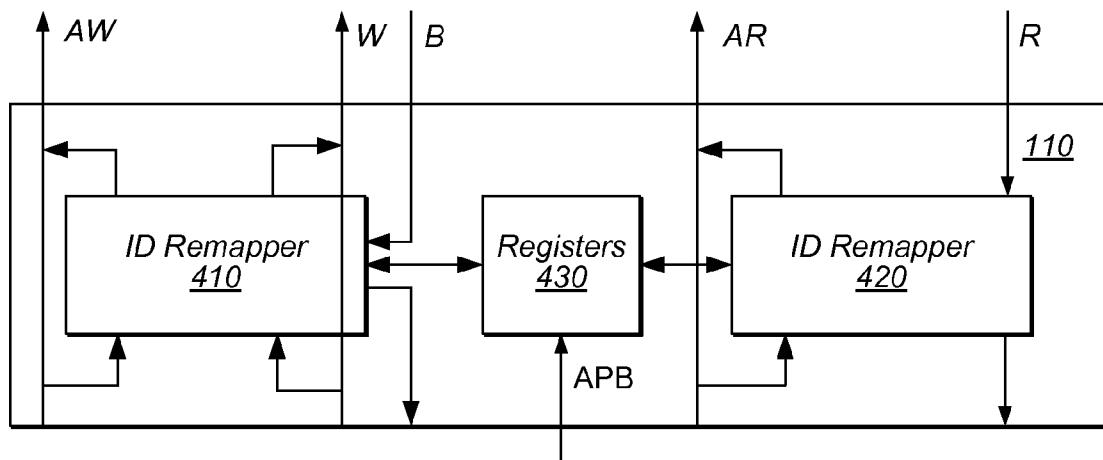 AW
W
B
AR
R
110
ID Remapper
410
Registers
430
ID Remapper
420
APB